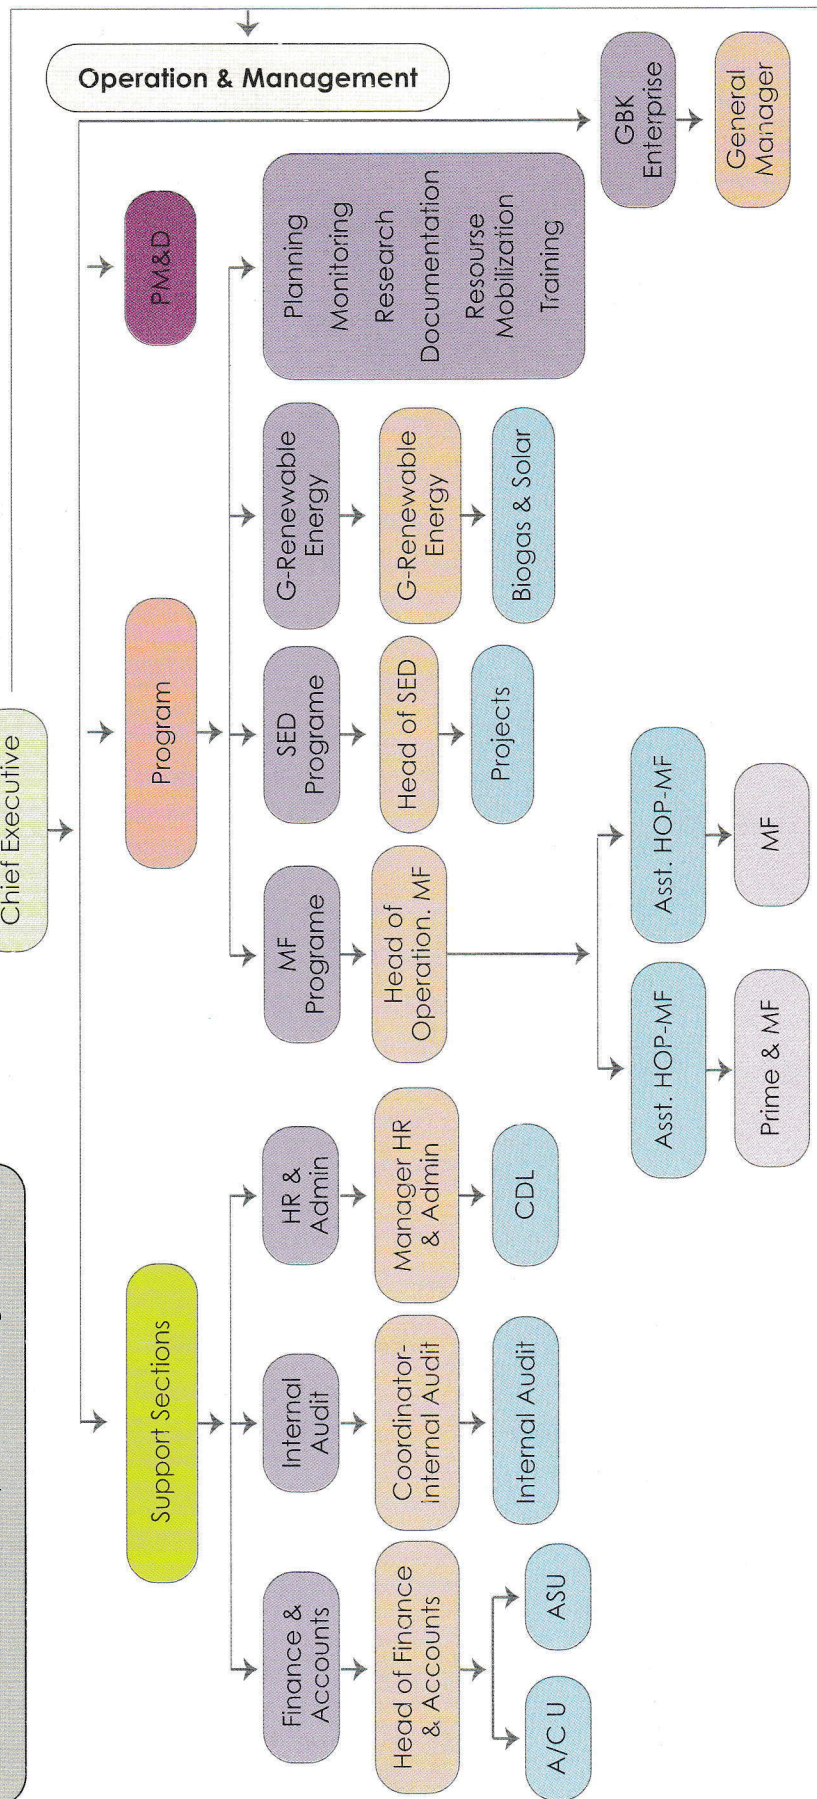 Chief Executive
Operation & Management
Support Sections
Program
PM&D
Finance &
Accounts
Internal
Audit
HR &
Admin
MF
Programe
SED
Programe
G-Renewable
Energy
Planning
Monitoring
Research
Documentation
Resourse
Mobilization
Training
GBK
Enterprise
Head of Finance
& Accounts
Coordinator-
internal Audit
Manager HR
& Admin
Head of
Operation. MF
Head of SED
G-Renewable
Energy
General
Manager
A/C U
ASU
Internal Audit
CDL
Projects
Biogas & Solar
Asst. HOP-MF
Asst. HOP-MF
Prime & MF
MF